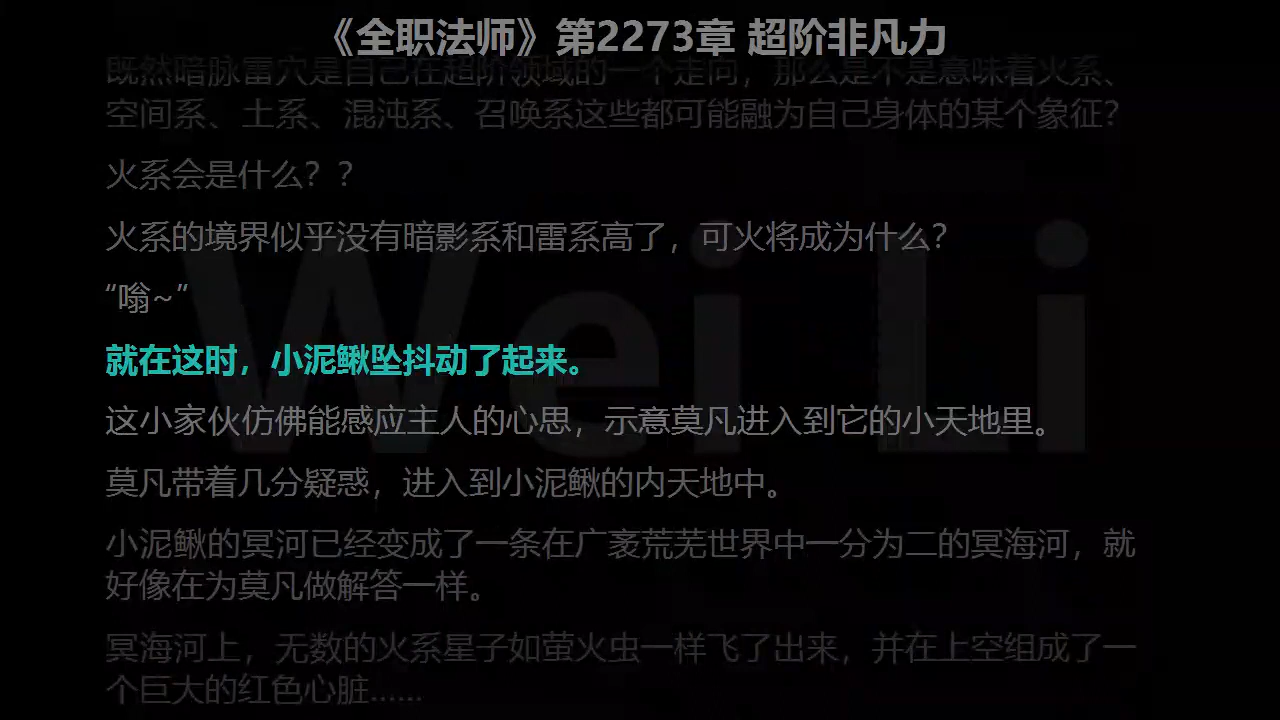 《全职法师》第2273章 超阶非凡力
既然暗脉雷穴是自己在超阶领域的一个走向，那么是不是意味着火系、
空间系、土系、混沌系、召唤系这些都可能融为自己身体的某个象征？
火系会是什么？？
火系的境界似乎没有暗影系和雷系高了，可火将成为什么？
“嗡~”
就在这时，小泥鳅坠抖动了起来。
这小家伙仿佛能感应主人的心思，示意莫凡进入到它的小天地里。
莫凡带着几分疑惑，进入到小泥鳅的内天地中。
小泥鳅的冥河已经变成了一条在广袤荒芜世界中一分为二的冥海河，就
好像在为莫凡做解答一样。
冥海河上，无数的火系星子如萤火虫一样飞了出来，并在上空组成了一
个巨大的红色心脏……
Wei Li